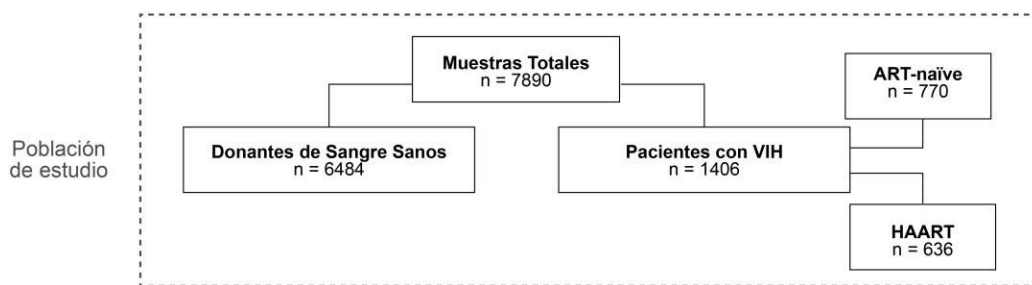 Muestras Totales
n = 7890
ART-naïve
n = 770
Población
de estudio
Donantes de Sangre Sanos
n = 6484
Pacientes con VIH
n = 1406
HAART
n = 636